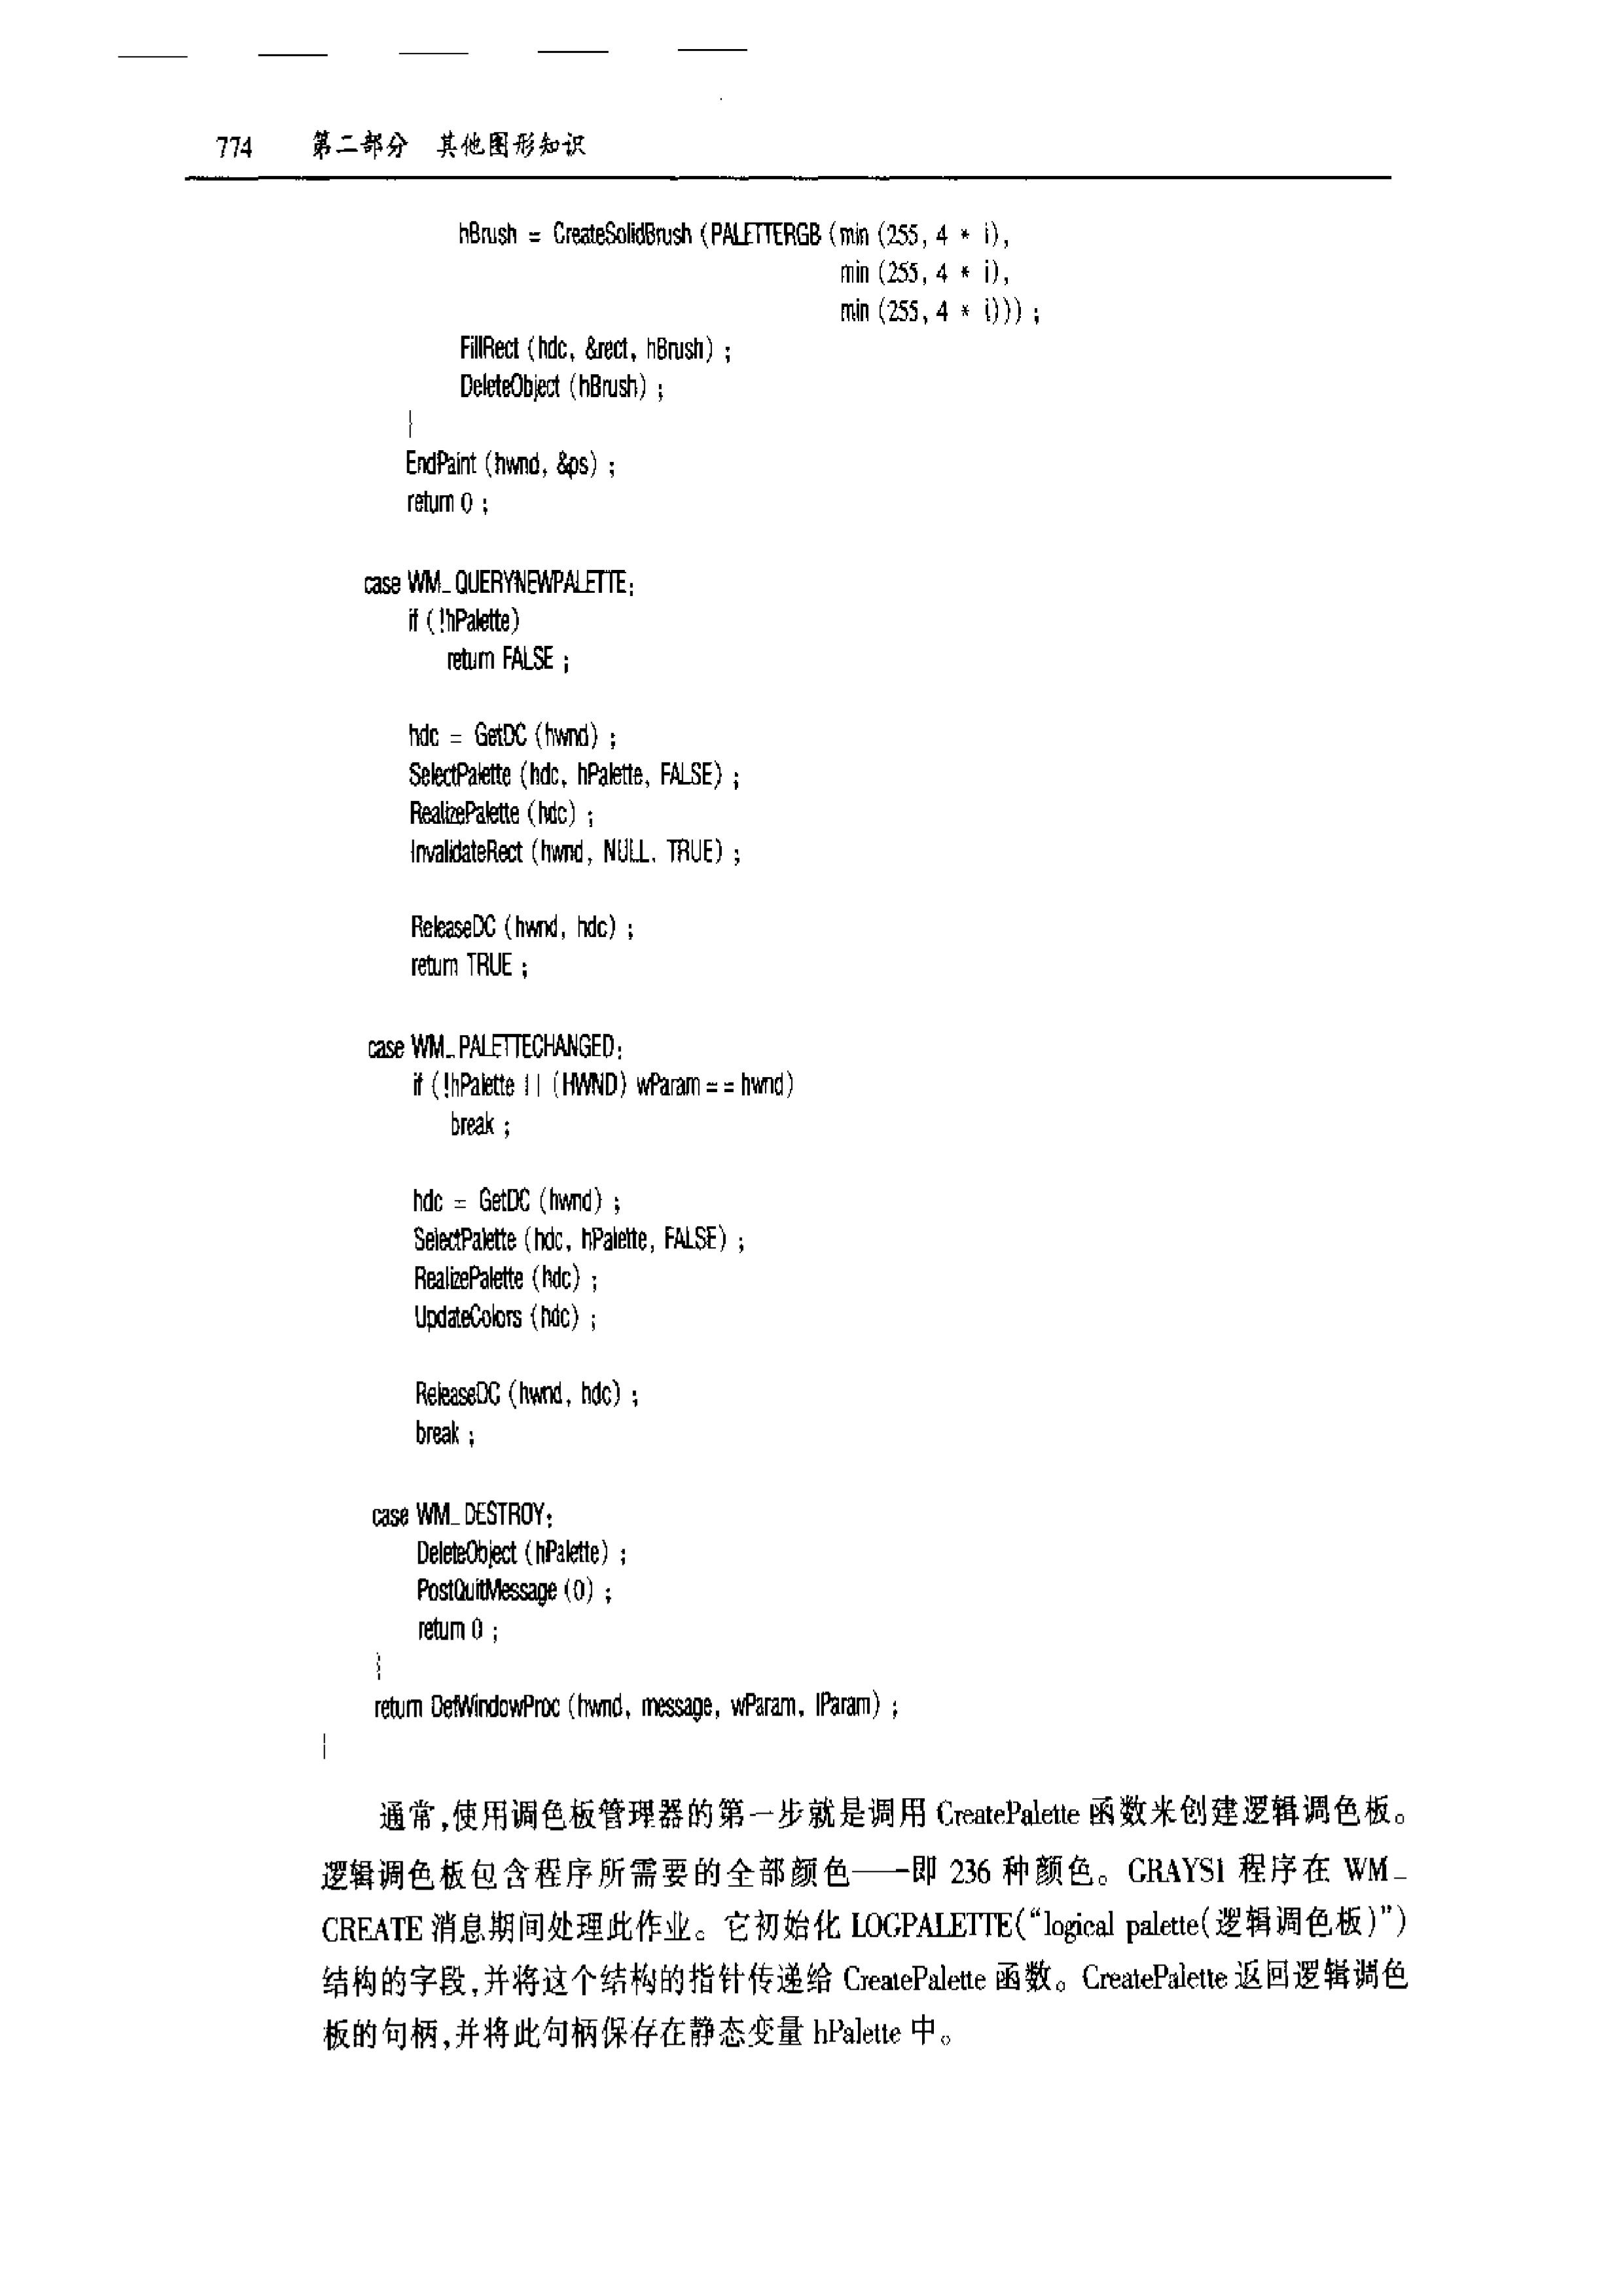 774 第二部分 其他图形知识
hBrush = CreateSolidBrush (PALETTERGB (min (255, 4 * i),
min (255, 4 * i),
min (255, 4 * i))) ;
FillRect (hdc, &rect, hBrush) ;
DeleteObject (hBrush) ;
}
EndPaint (hwnd, &ps) ;
return 0 ;
case WM_QUERYNEWPALETTE:
if (!hPalette)
return FALSE ;
hdc = GetDC (hwnd) ;
SelectPalette (hdc, hPalette, FALSE) ;
RealizePalette (hdc) ;
InvalidateRect (hwnd, NULL, TRUE) ;
ReleaseDC (hwnd, hdc) ;
return TRUE ;
case WM_PALETTECHANGED:
if (!hPalette || (HWND) wParam == hwnd)
break ;
hdc = GetDC (hwnd) ;
SelectPalette (hdc, hPalette, FALSE) ;
RealizePalette (hdc) ;
UpdateColors (hdc) ;
ReleaseDC (hwnd, hdc) ;
break ;
case WM_DESTROY:
DeleteObject (hPalette) ;
PostQuitMessage (0) ;
return 0 ;
}
return DefWindowProc (hwnd, message, wParam, lParam) ;
}
通常,使用调色板管理器的第一步就是调用 CreatePalette 函数来创建逻辑调色板。
逻辑调色板包含程序所需要的全部颜色——即 236 种颜色。GRAYS1 程序在 WM_
CREATE 消息期间处理此作业。它初始化 LOGPALETTE(“logical palette(逻辑调色板)”)
结构的字段,并将这个结构的指针传递给 CreatePalette 函数。CreatePalette 返回逻辑调色
板的句柄,并将此句柄保存在静态变量 hPalette 中。